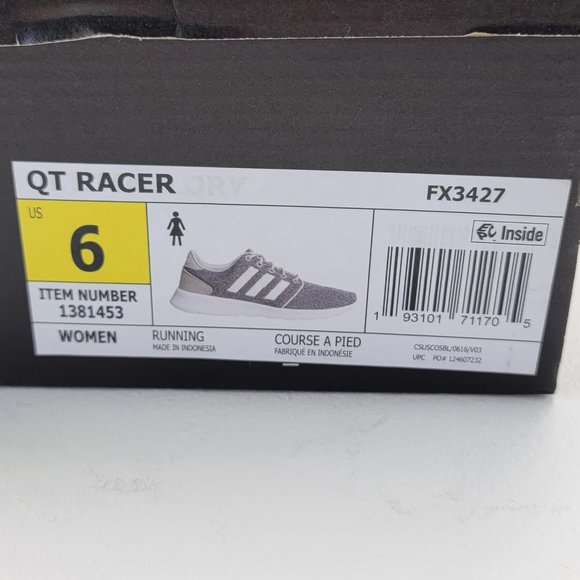 QT RACER
FX3427
US
6
ITEM NUMBER
1381453
WOMEN
RUNNING
MADE IN INDONESIA
COURSE A PIED
FABRIQUÉ EN INDONÉSIE
Inside
1 93101 71170 5
CSUSCOSBL/0616/V03
UPC PO# 124607232